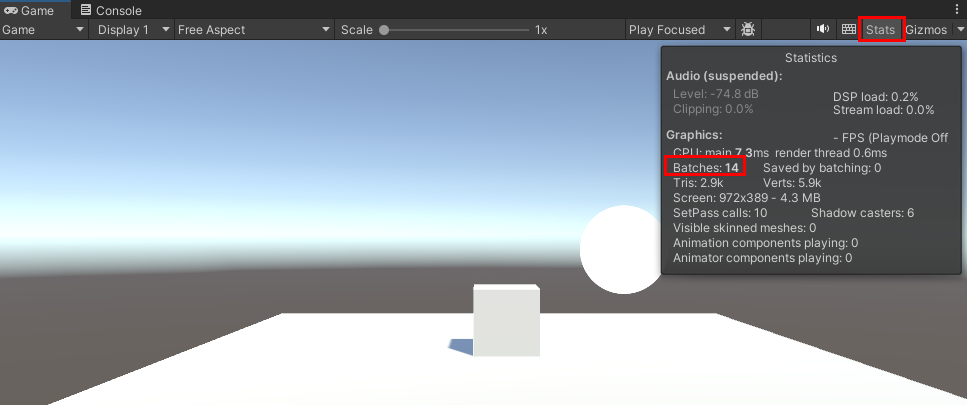 Game Console
Game Display 1 Free Aspect Scale 1x Play Focused Stats Gizmos
Statistics
Audio (suspended):
Level: -74.8 dB DSP load: 0.2%
Clipping: 0.0% Stream load: 0.0%
Graphics: - FPS (Playmode Off
CPU: main 7.3ms render thread 0.6ms
Batches: 14 Saved by batching: 0
Tris: 2.9k Verts: 5.9k
Screen: 972x389 - 4.3 MB
SetPass calls: 10 Shadow casters: 6
Visible skinned meshes: 0
Animation components playing: 0
Animator components playing: 0